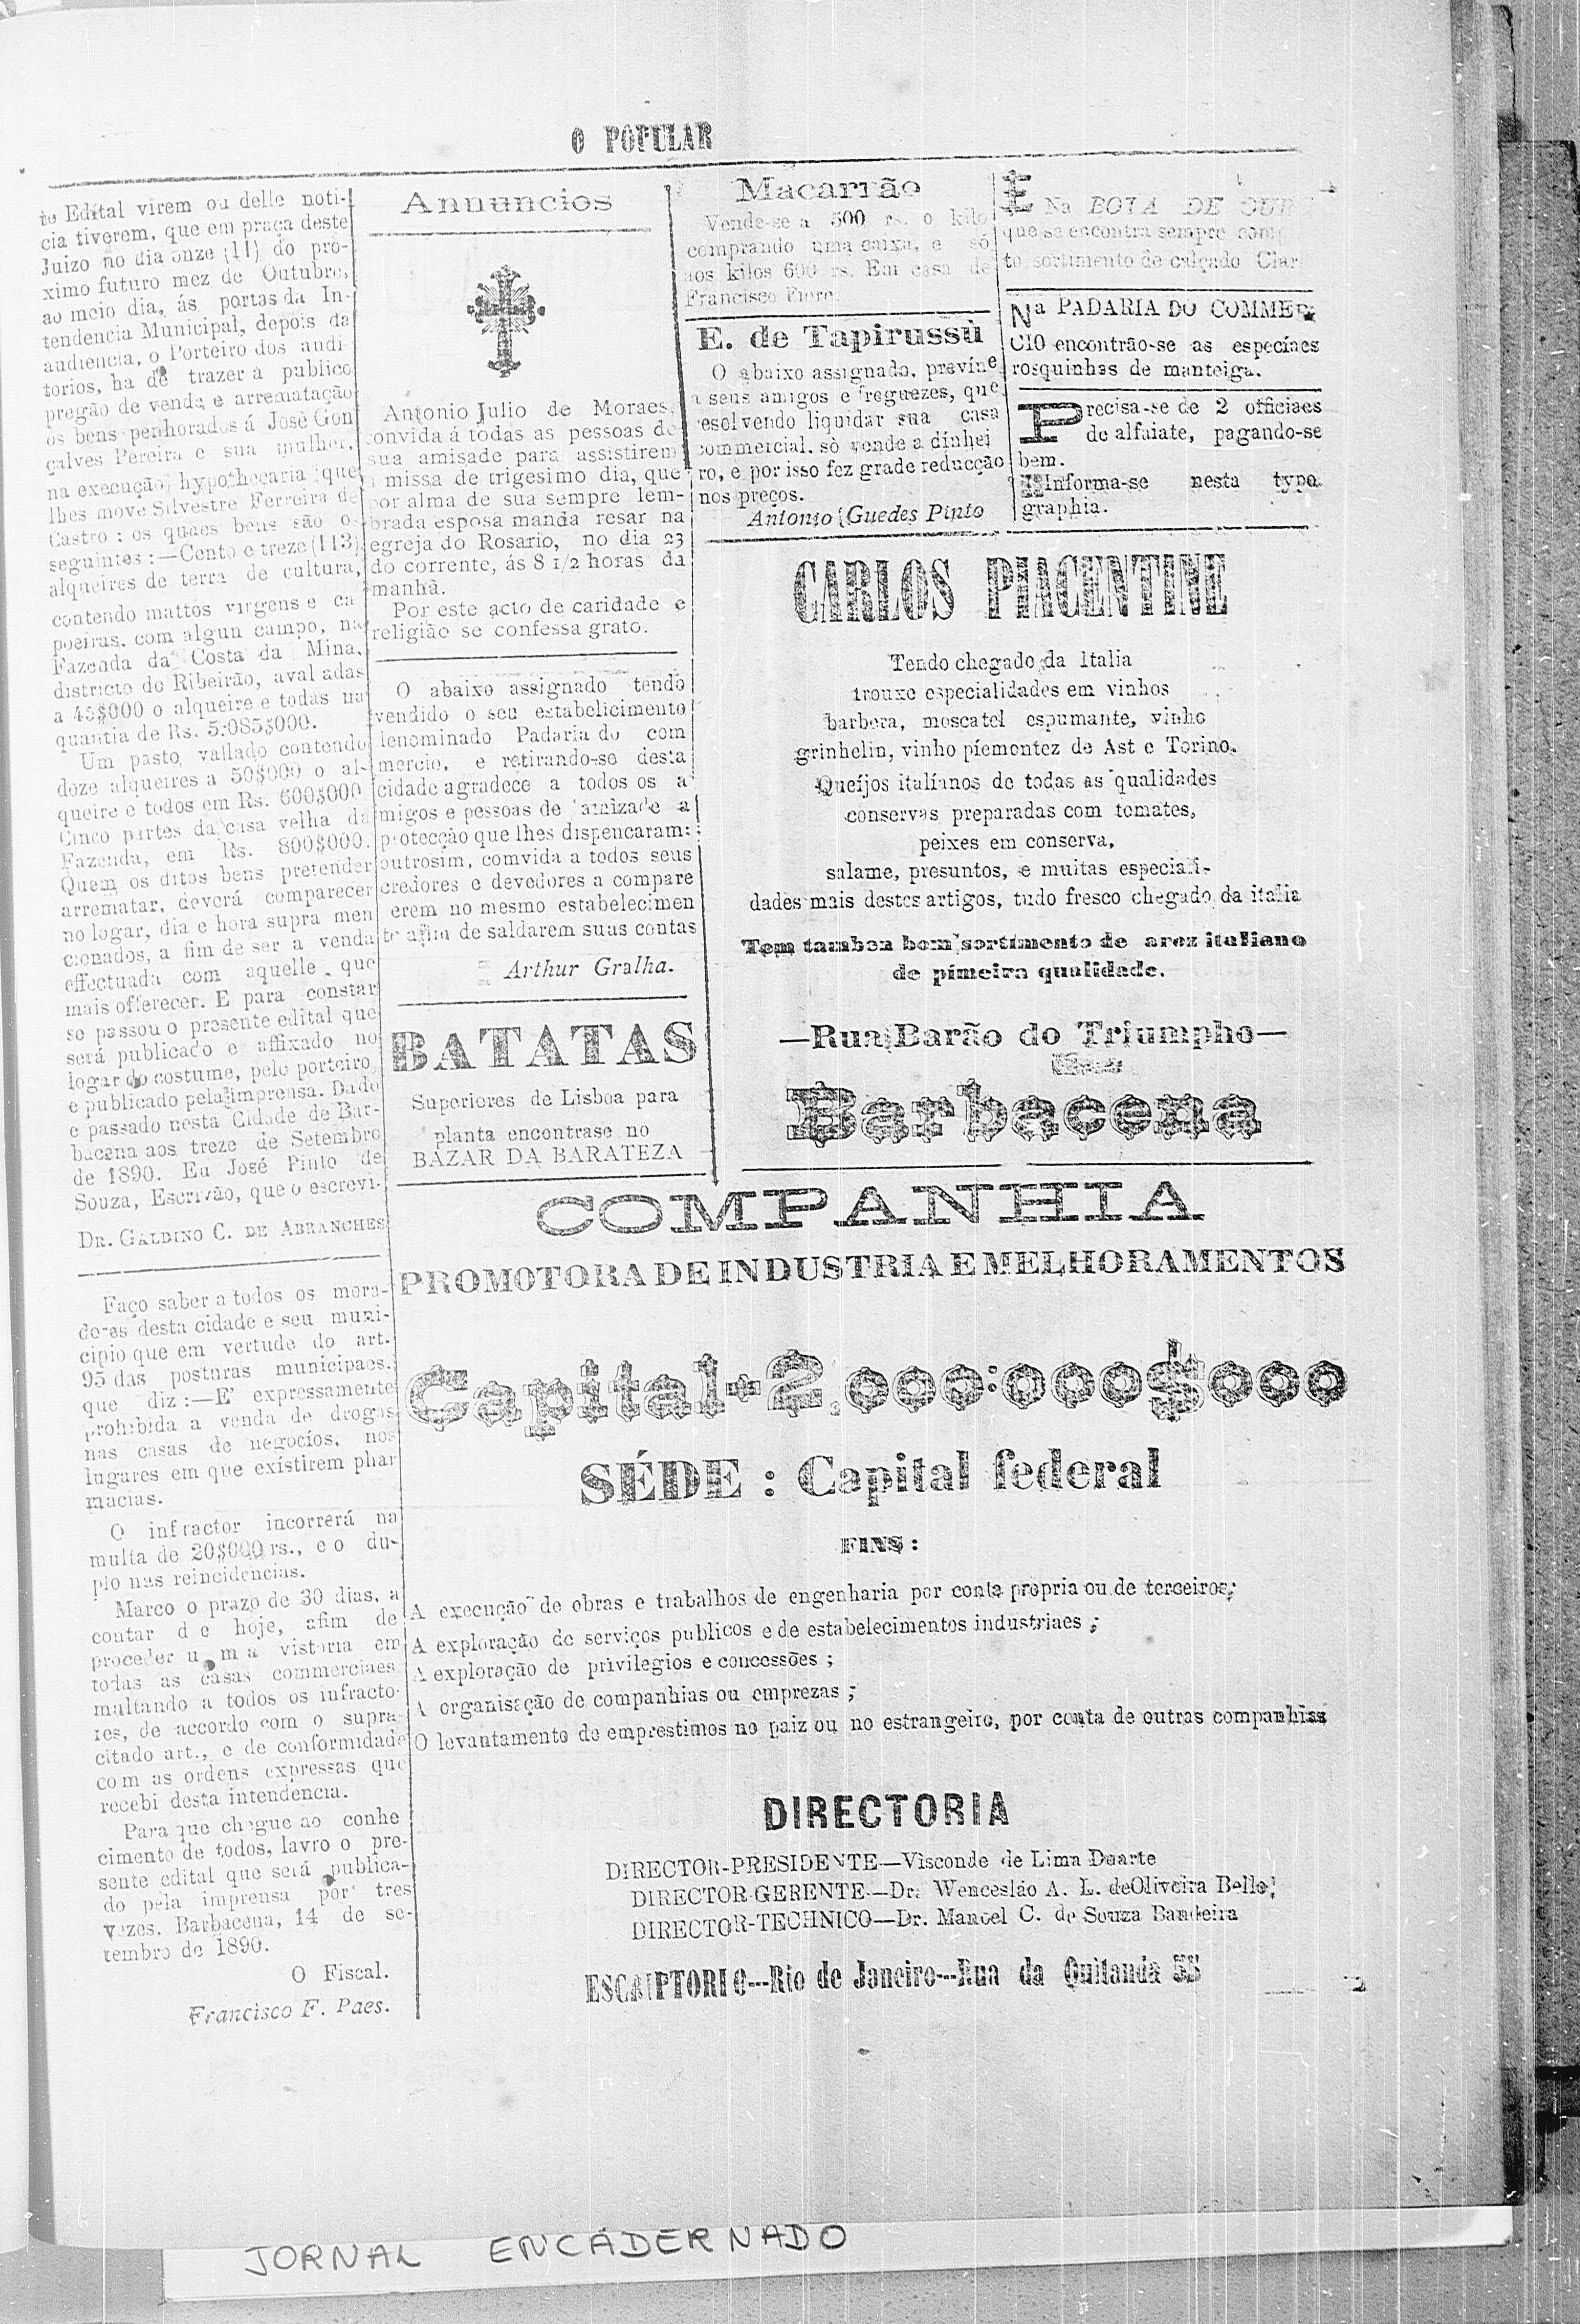 O POPULAR
te Edital virem ou delle noti-
cia tiverem, que em praça deste
Juizo no dia onze (11) do pro-
ximo futuro mez de Outubro,
ao meio dia, ás portas da In-
tendencia Municipal, depois da
audiencia, o Porteiro dos audi
torios, ha de trazer a publico
pregão de venda e arrematação
os bens penhorados á José Gon
çalves Pereira e sua mulher,
na execução hypothecaria que
lhes move Silvestre Ferreira de
Castro : os quaes bens são o
seguintes :—Cento e treze (113)
alqueires de terra de cultura,
contendo mattos virgens e ca
poeiras, com algun campo, na
Fazenda da Costa da Mina,
districto do Ribeirão, aval adas
a 45$000 o alqueire e todas na
quantia de Rs. 5:085$000.
Um pasto vallado contendo
doze alqueires a 50$000 o al-
queire e todos em Rs. 600$000
Cinco partes da casa velha da
Fazenda, em Rs. 800$000.
Quem os ditos bens pretender
arrematar, deverá comparecer
no logar, dia e hora supra men
cionados, a fim de ser a venda
effectuada com aquelle que
mais offerecer. E para constar
se passou o presente edital que
será publicado e affixado no
logar do costume, pelo porteiro
e publicado pela imprensa. Dado
e passado nesta Cidade de Bar-
bacena aos treze de Setembro
de 1890. Eu José Pinto de
Souza, Escrivão, que o escrevi.
DR. GALDINO C. DE ABRANCHES
Faço saber a todos os mora-
dores desta cidade e seu muni-
cipio que em vertude do art.
95 das posturas municipaes,
que diz :—E' expressamente
prohibida a venda de drogas
nas casas de negocíos, nos
lugares em que existirem phar
macias.
O infractor incorrerá na
multa de 20$000 rs., e o du-
plo nas reincidencias.
Marco o prazo de 30 dias, a
contar d e hoje, afim de
proceder u m a vistoria em
todas as casas commerciaes
multando a todos os infracto-
res, de accordo com o supra-
citado art., e de conformidade
com as ordens expressas que
recebi desta intendencia.
Para que chegue ao conhe
cimento de todos, lavro o pre-
sente edital que será publica-
do pela imprensa por tres
vezes. Barbacena, 14 de se-
tembro de 1890.
O Fiscal.
Francisco F. Paes.
Annuncios
Antonio Julio de Moraes,
convida á todas as pessoas de
sua amisade para assistirem
a missa de trigesimo dia, que
por alma de sua sempre lem-
brada esposa manda resar na
egreja do Rosario, no dia 23
do corrente, ás 8 1/2 horas da
manhã.
Por este acto de caridade e
religião se confessa grato.
O abaixo assignado tendo
vendido o seu estabelicimento
denominado Padaria do com
mercio, e retirando-se desta
cidade agradece a todos os a
migos e pessoas de amizade a
protecção que lhes dispencaram:
outrosim, comvida a todos seus
credores e devedores a compare
erem no mesmo estabelecimen
to afim de saldarem suas contas
Arthur Gralha.
BATATAS
Superiores de Lisboa para
planta encontrase no
BAZAR DA BARATEZA
Macarrão
Vende-se a 500 rs. o kilo
comprando uma caixa, e só
aos kilos 600 rs. Em casa de
Francisco Fiore
E. de Tapirussù
O abaixo assignado, previne
a seus amigos e freguezes, que
resolvendo liquidar sua casa
commercial, só vende a dinhei
ro, e por isso fez grade reducção
nos preços.
Antonio Guedes Pinto
É Na BOTA DE OUR
que se encontra sempre com
to sortimento de calçado Clar
Na PADARIA DO COMMER
CIO encontrão-se as especiaes
rosquinhas de manteiga.
Precisa-se de 2 officiaes
de alfaiate, pagando-se
bem.
Informa-se nesta typo
graphia.
CARLOS PIACENTINE
Tendo chegado da Italia
trouxe especialidades em vinhos
barbera, moscatel espumante, vinho
grinhelin, vinho píemontez de Ast e Torino.
Queíjos italíanos de todas as qualidades
conservas preparadas com tomates,
peixes em conserva,
salame, presuntos, e muitas especiali-
dades mais destes artigos, tudo fresco chegado da italia
Tem tambem bom sortimento de aroz italiano
de pimeira qualidade.
—Rua Barão do Triumpho—
Barbacena
COMPANHIA
PROMOTORA DE INDUSTRIA E MELHORAMENTOS
Capital-2.000:000$000
SÉDE : Capital federal
FINS :
A execução de obras e trabalhos de engenharia por conta propria ou de terceiros;
A exploração de serviços publicos e de estabelecimentos industriaes ;
A exploração de privilegios e concessões ;
A organisação de companhias ou emprezas ;
O levantamento de emprestimos no paiz ou no estrangeiro, por conta de outras companhias
DIRECTORIA
DIRECTOR-PRESIDENTE—Visconde de Lima Duarte
DIRECTOR GERENTE—Dr. Wenceslão A. L. deOliveira Bello
DIRECTOR-TECHNICO—Dr. Manoel C. de Souza Bandeira
ESCRIPTORIO---Rio de Janeiro---Rua da Quitanda
JORNAL ENCADERNADO